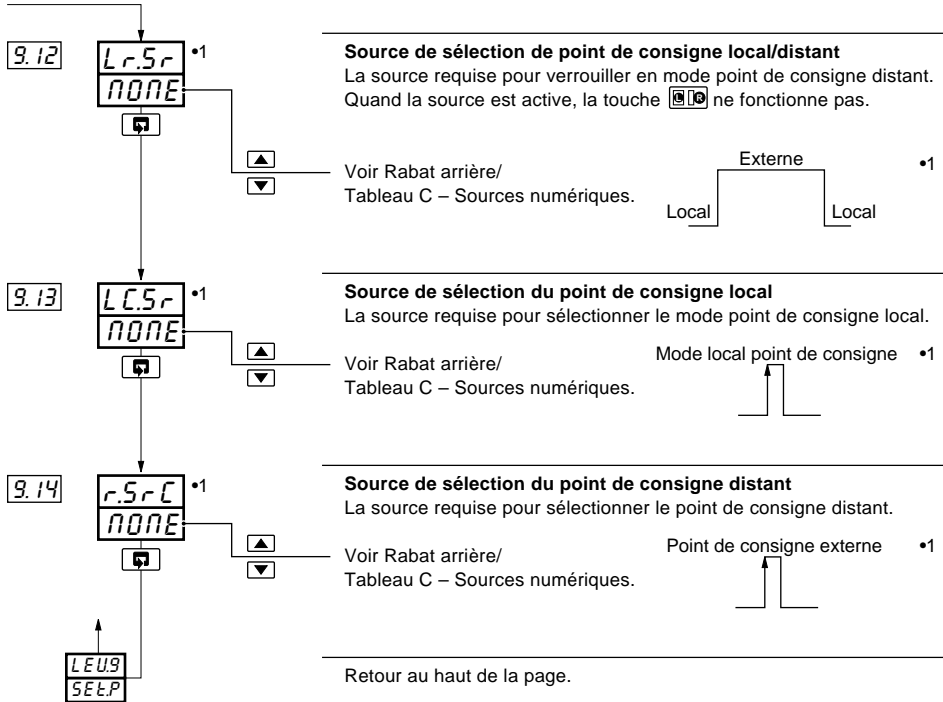 9.12
Lr.Sr •1
NONE
Source de sélection de point de consigne local/distant
La source requise pour verrouiller en mode point de consigne distant.
Quand la source est active, la touche L R ne fonctionne pas.
Voir Rabat arrière/
Tableau C – Sources numériques.
Externe •1
Local Local
9.13
LC.Sr •1
NONE
Source de sélection du point de consigne local
La source requise pour sélectionner le mode point de consigne local.
Voir Rabat arrière/
Tableau C – Sources numériques.
Mode local point de consigne •1
9.14
r.SrC •1
NONE
Source de sélection du point de consigne distant
La source requise pour sélectionner le point de consigne distant.
Voir Rabat arrière/
Tableau C – Sources numériques.
Point de consigne externe •1
LEV.9
SEt.P
Retour au haut de la page.